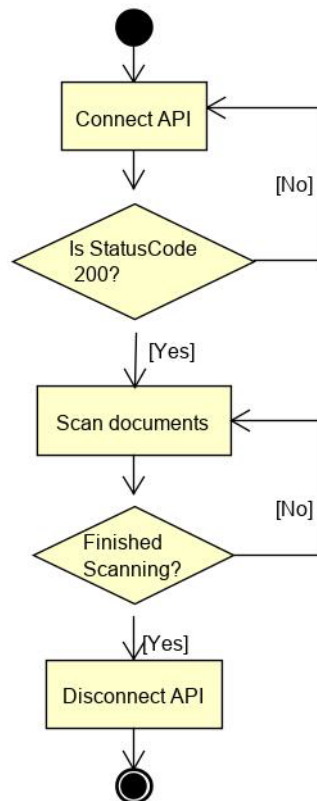 Connect API
[No]
Is StatusCode
200?
[Yes]
Scan documents
[No]
Finished
Scanning?
[Yes]
Disconnect API